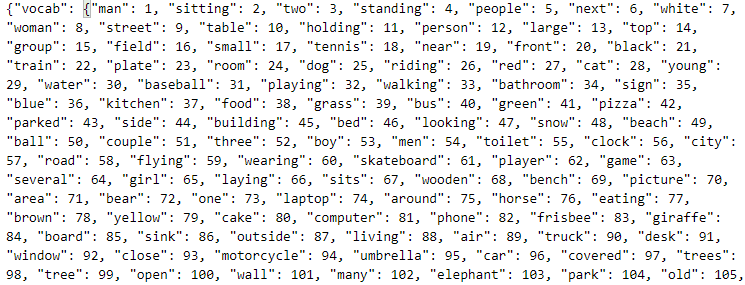 {"vocab": {"man": 1, "sitting": 2, "two": 3, "standing": 4, "people": 5, "next": 6, "white": 7,
"woman": 8, "street": 9, "table": 10, "holding": 11, "person": 12, "large": 13, "top": 14,
"group": 15, "field": 16, "small": 17, "tennis": 18, "near": 19, "front": 20, "black": 21,
"train": 22, "plate": 23, "room": 24, "dog": 25, "riding": 26, "red": 27, "cat": 28, "young":
29, "water": 30, "baseball": 31, "playing": 32, "walking": 33, "bathroom": 34, "sign": 35,
"blue": 36, "kitchen": 37, "food": 38, "grass": 39, "bus": 40, "green": 41, "pizza": 42,
"parked": 43, "side": 44, "building": 45, "bed": 46, "looking": 47, "snow": 48, "beach": 49,
"ball": 50, "couple": 51, "three": 52, "boy": 53, "men": 54, "toilet": 55, "clock": 56, "city":
57, "road": 58, "flying": 59, "wearing": 60, "skateboard": 61, "player": 62, "game": 63,
"several": 64, "girl": 65, "laying": 66, "sits": 67, "wooden": 68, "bench": 69, "picture": 70,
"area": 71, "bear": 72, "one": 73, "laptop": 74, "around": 75, "horse": 76, "eating": 77,
"brown": 78, "yellow": 79, "cake": 80, "computer": 81, "phone": 82, "frisbee": 83, "giraffe":
84, "board": 85, "sink": 86, "outside": 87, "living": 88, "air": 89, "truck": 90, "desk": 91,
"window": 92, "close": 93, "motorcycle": 94, "umbrella": 95, "car": 96, "covered": 97, "trees":
98, "tree": 99, "open": 100, "wall": 101, "many": 102, "elephant": 103, "park": 104, "old": 105,